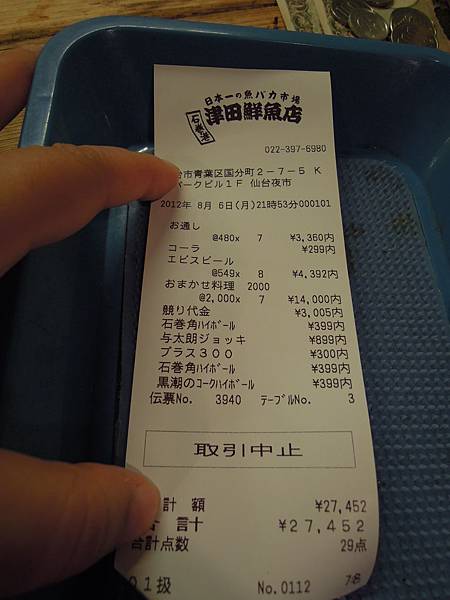 日本一の魚バカ市場
石巻港
津田鮮魚店
022-397-6980
台市青葉区国分町2-7-5 K
パークビル1F 仙台夜市
2012年 8月 6日(月)21時53分000101
お通し
@480x 7 ¥3,360内
コーラ ¥299内
エビスビール
@549x 8 ¥4,392内
おまかせ料理 2000
@2,000x 7 ¥14,000内
競り代金 ¥3,005内
石巻角ハイボール ¥399内
与太朗ジョッキ ¥899内
プラス300 ¥300内
石巻角ハイボール ¥399内
黒潮のコークハイボール ¥399内
伝票No. 3940 テーブルNo. 3
取引中止
計 額 ¥27,452
合 計 ¥27,452
合計点数 29点
01扱 No.0112 78